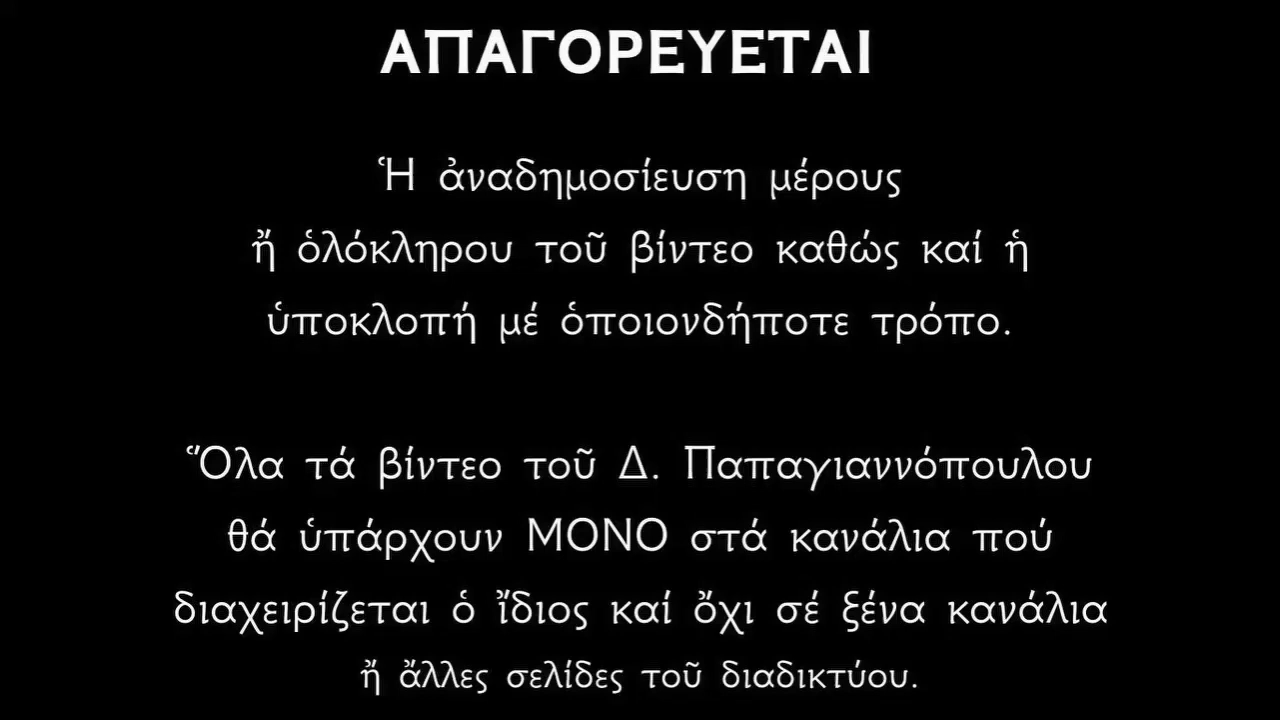 ΑΠΑΓΟΡΕΥΕΤΑΙ
Ἡ ἀναδημοσίευση μέρους
ἤ ὁλόκληρου τοῦ βίντεο καθώς καί ἡ
ὑποκλοπή μέ ὁποιονδήποτε τρόπο.
Ὅλα τά βίντεο τοῦ Δ. Παπαγιαννόπουλου
θά ὑπάρχουν ΜΟΝΟ στά κανάλια πού
διαχειρίζεται ὁ ἴδιος καί ὄχι σέ ξένα κανάλια
ἤ ἄλλες σελίδες τοῦ διαδικτύου.